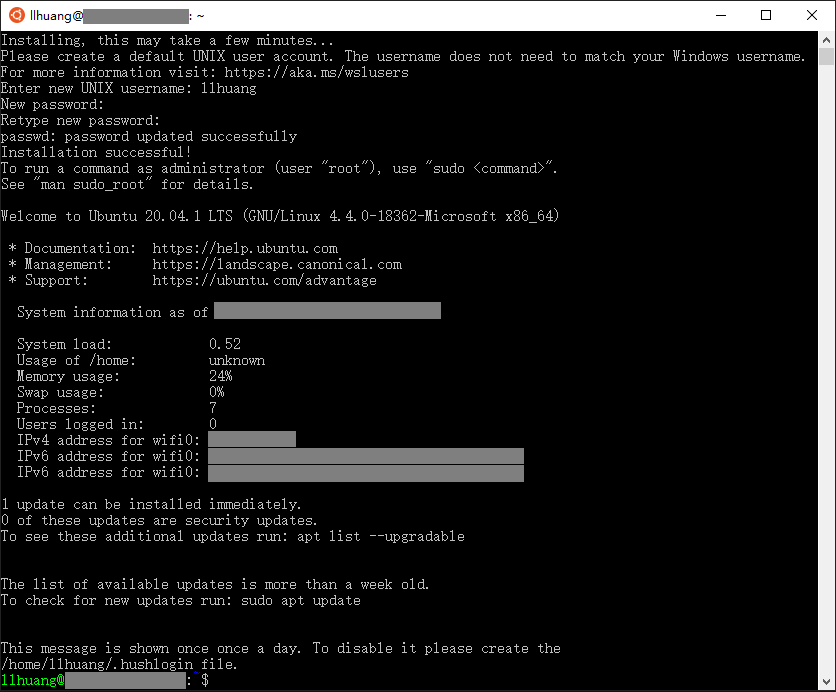 llhuang@ : ~
Installing, this may take a few minutes...
Please create a default UNIX user account. The username does not need to match your Windows username.
For more information visit: https://aka.ms/wslusers
Enter new UNIX username: llhuang
New password:
Retype new password:
passwd: password updated successfully
Installation successful!
To run a command as administrator (user "root"), use "sudo <command>".
See "man sudo_root" for details.
Welcome to Ubuntu 20.04.1 LTS (GNU/Linux 4.4.0-18362-Microsoft x86_64)
* Documentation: https://help.ubuntu.com
* Management: https://landscape.canonical.com
* Support: https://ubuntu.com/advantage
System information as of
System load: 0.52
Usage of /home: unknown
Memory usage: 24%
Swap usage: 0%
Processes: 7
Users logged in: 0
IPv4 address for wifi0:
IPv6 address for wifi0:
IPv6 address for wifi0:
1 update can be installed immediately.
0 of these updates are security updates.
To see these additional updates run: apt list --upgradable
The list of available updates is more than a week old.
To check for new updates run: sudo apt update
This message is shown once once a day. To disable it please create the
/home/llhuang/.hushlogin file.
llhuang@ :~$